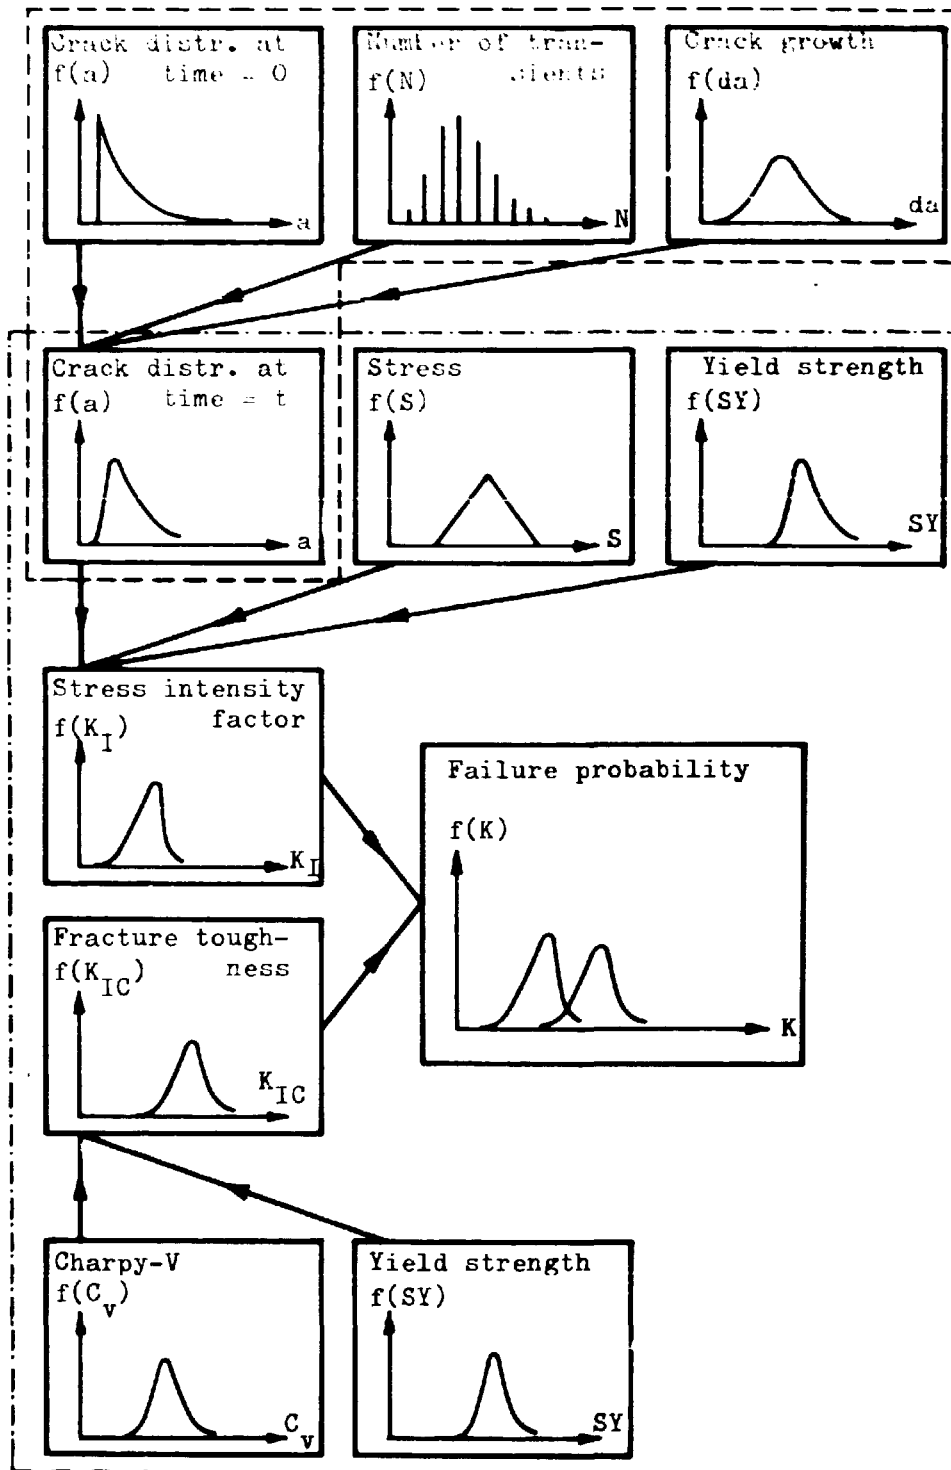 Crack distr. at
time = 0
f(a)
a
Number of tran-
sients
f(N)
N
Crack growth
f(da)
da
Crack distr. at
time = t
f(a)
a
Stress
f(S)
S
Yield strength
f(SY)
SY
Stress intensity
factor
f(K_I)
K_I
Failure probability
f(K)
K
Fracture tough-
ness
f(K_IC)
K_IC
Charpy-V
f(C_v)
C_v
Yield strength
f(SY)
SY